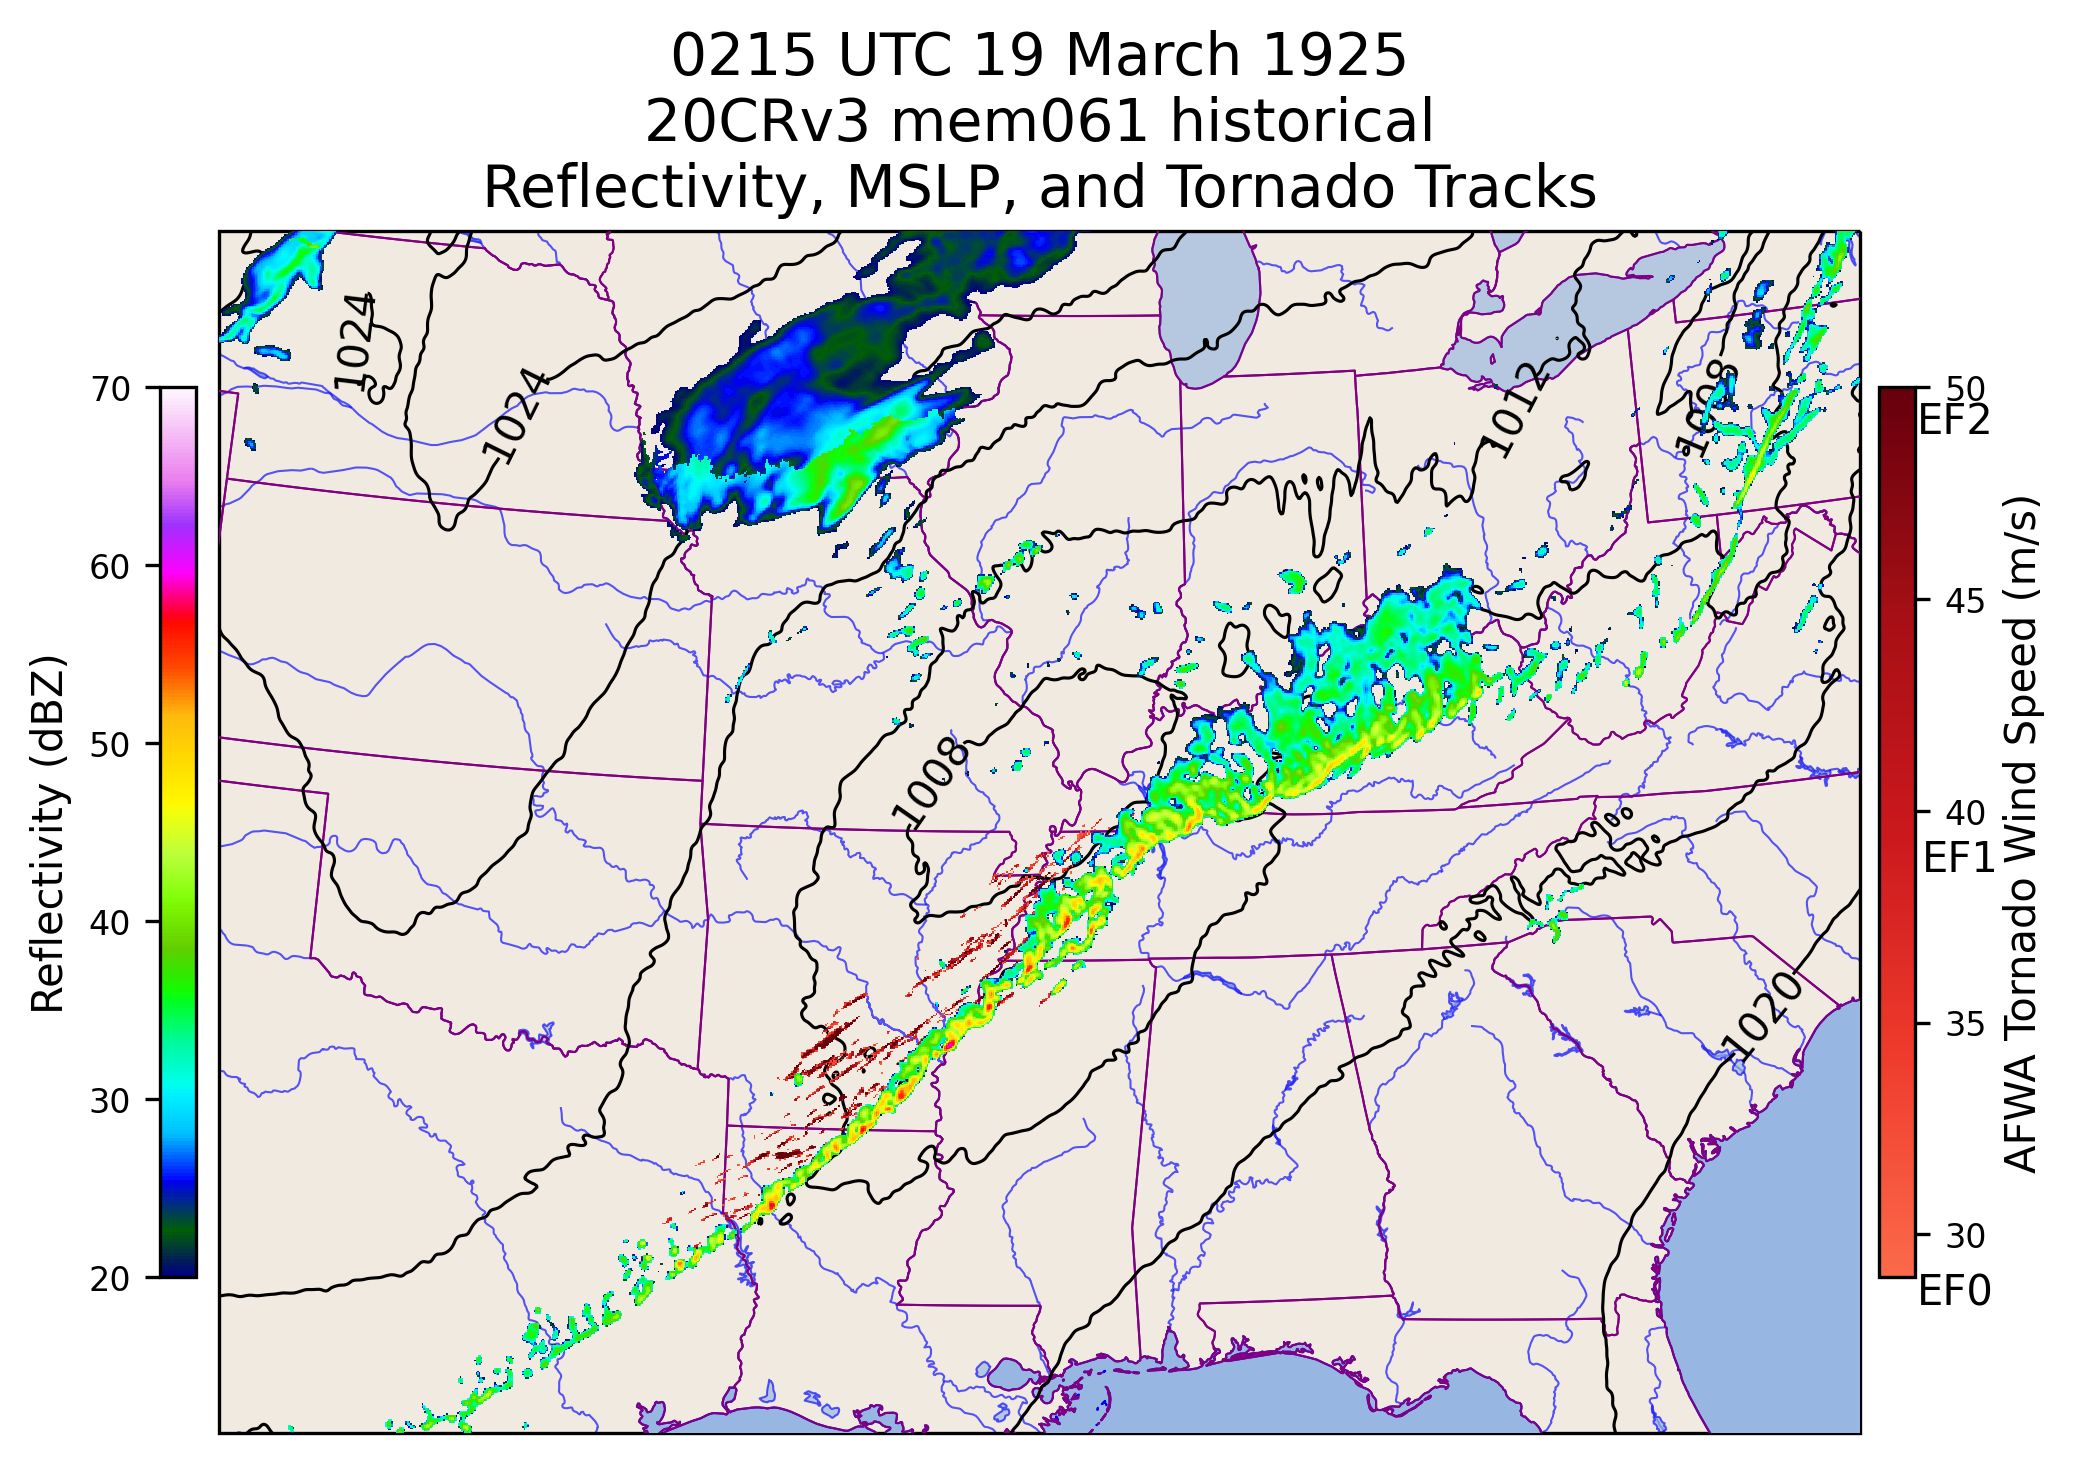 0215 UTC 19 March 1925
20CRv3 mem061 historical
Reflectivity, MSLP, and Tornado Tracks
Reflectivity (dBZ)
70
60
50
40
30
20
1024
1024
1012
1008
1008
1020
50
EF2
45
40
EF1
35
30
EF0
AFWA Tornado Wind Speed (m/s)